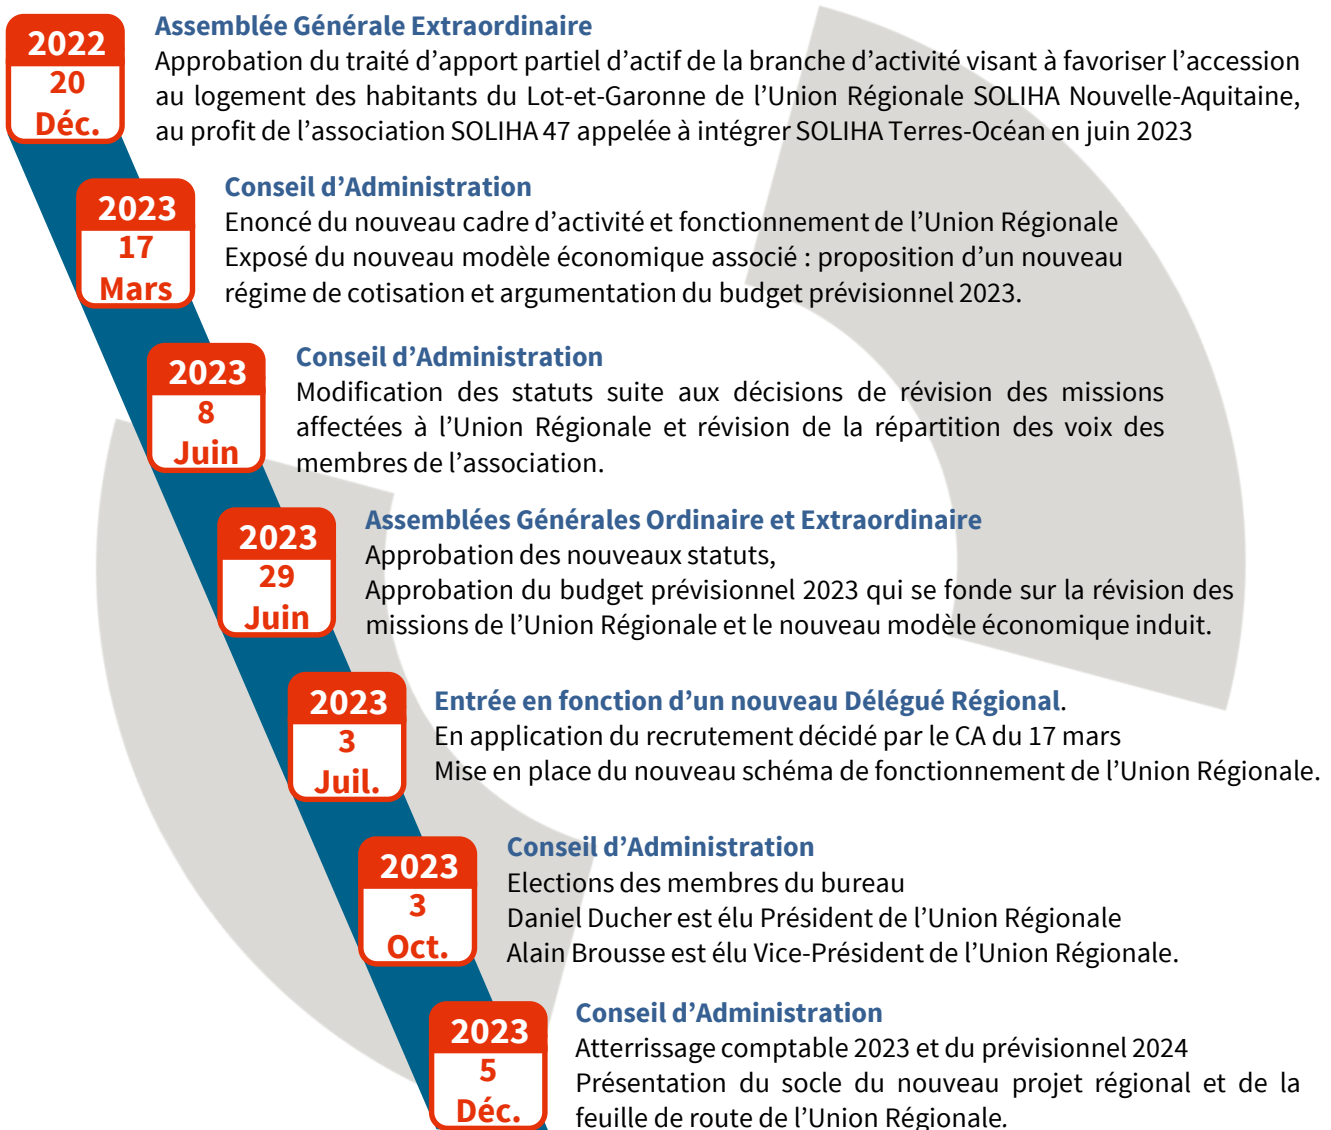 2022
20
Déc.
Assemblée Générale Extraordinaire
Approbation du traité d’apport partiel d’actif de la branche d’activité visant à favoriser l’accession
au logement des habitants du Lot-et-Garonne de l’Union Régionale SOLIHA Nouvelle-Aquitaine,
au profit de l’association SOLIHA 47 appelée à intégrer SOLIHA Terres-Océan en juin 2023
2023
17
Mars
Conseil d’Administration
Enoncé du nouveau cadre d’activité et fonctionnement de l’Union Régionale
Exposé du nouveau modèle économique associé : proposition d’un nouveau
régime de cotisation et argumentation du budget prévisionnel 2023.
2023
8
Juin
Conseil d’Administration
Modification des statuts suite aux décisions de révision des missions
affectées à l’Union Régionale et révision de la répartition des voix des
membres de l’association.
2023
29
Juin
Assemblées Générales Ordinaire et Extraordinaire
Approbation des nouveaux statuts,
Approbation du budget prévisionnel 2023 qui se fonde sur la révision des
missions de l’Union Régionale et le nouveau modèle économique induit.
2023
3
Juil.
Entrée en fonction d’un nouveau Délégué Régional.
En application du recrutement décidé par le CA du 17 mars
Mise en place du nouveau schéma de fonctionnement de l’Union Régionale.
2023
3
Oct.
Conseil d’Administration
Elections des membres du bureau
Daniel Ducher est élu Président de l’Union Régionale
Alain Brousse est élu Vice-Président de l’Union Régionale.
2023
5
Déc.
Conseil d’Administration
Atterrissage comptable 2023 et du prévisionnel 2024
Présentation du socle du nouveau projet régional et de la
feuille de route de l’Union Régionale.